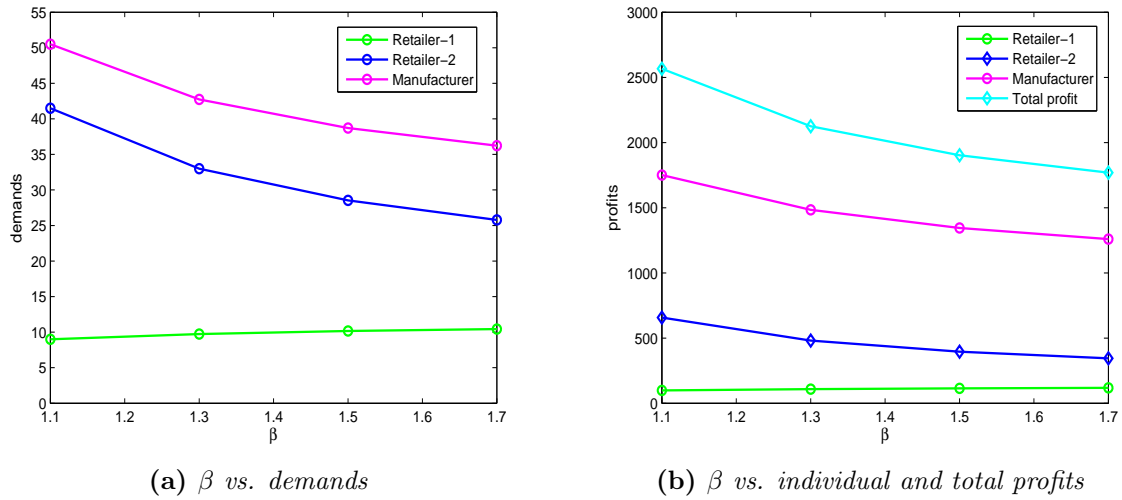 55
50
45
40
35
30
25
20
15
10
5
0
demands
1.1 1.2 1.3 1.4 1.5 1.6 1.7
β
Retailer−1
Retailer−2
Manufacturer
(a) β vs. demands
3000
2500
2000
1500
1000
500
0
profits
1.1 1.2 1.3 1.4 1.5 1.6 1.7
β
Retailer−1
Retailer−2
Manufacturer
Total profit
(b) β vs. individual and total profits